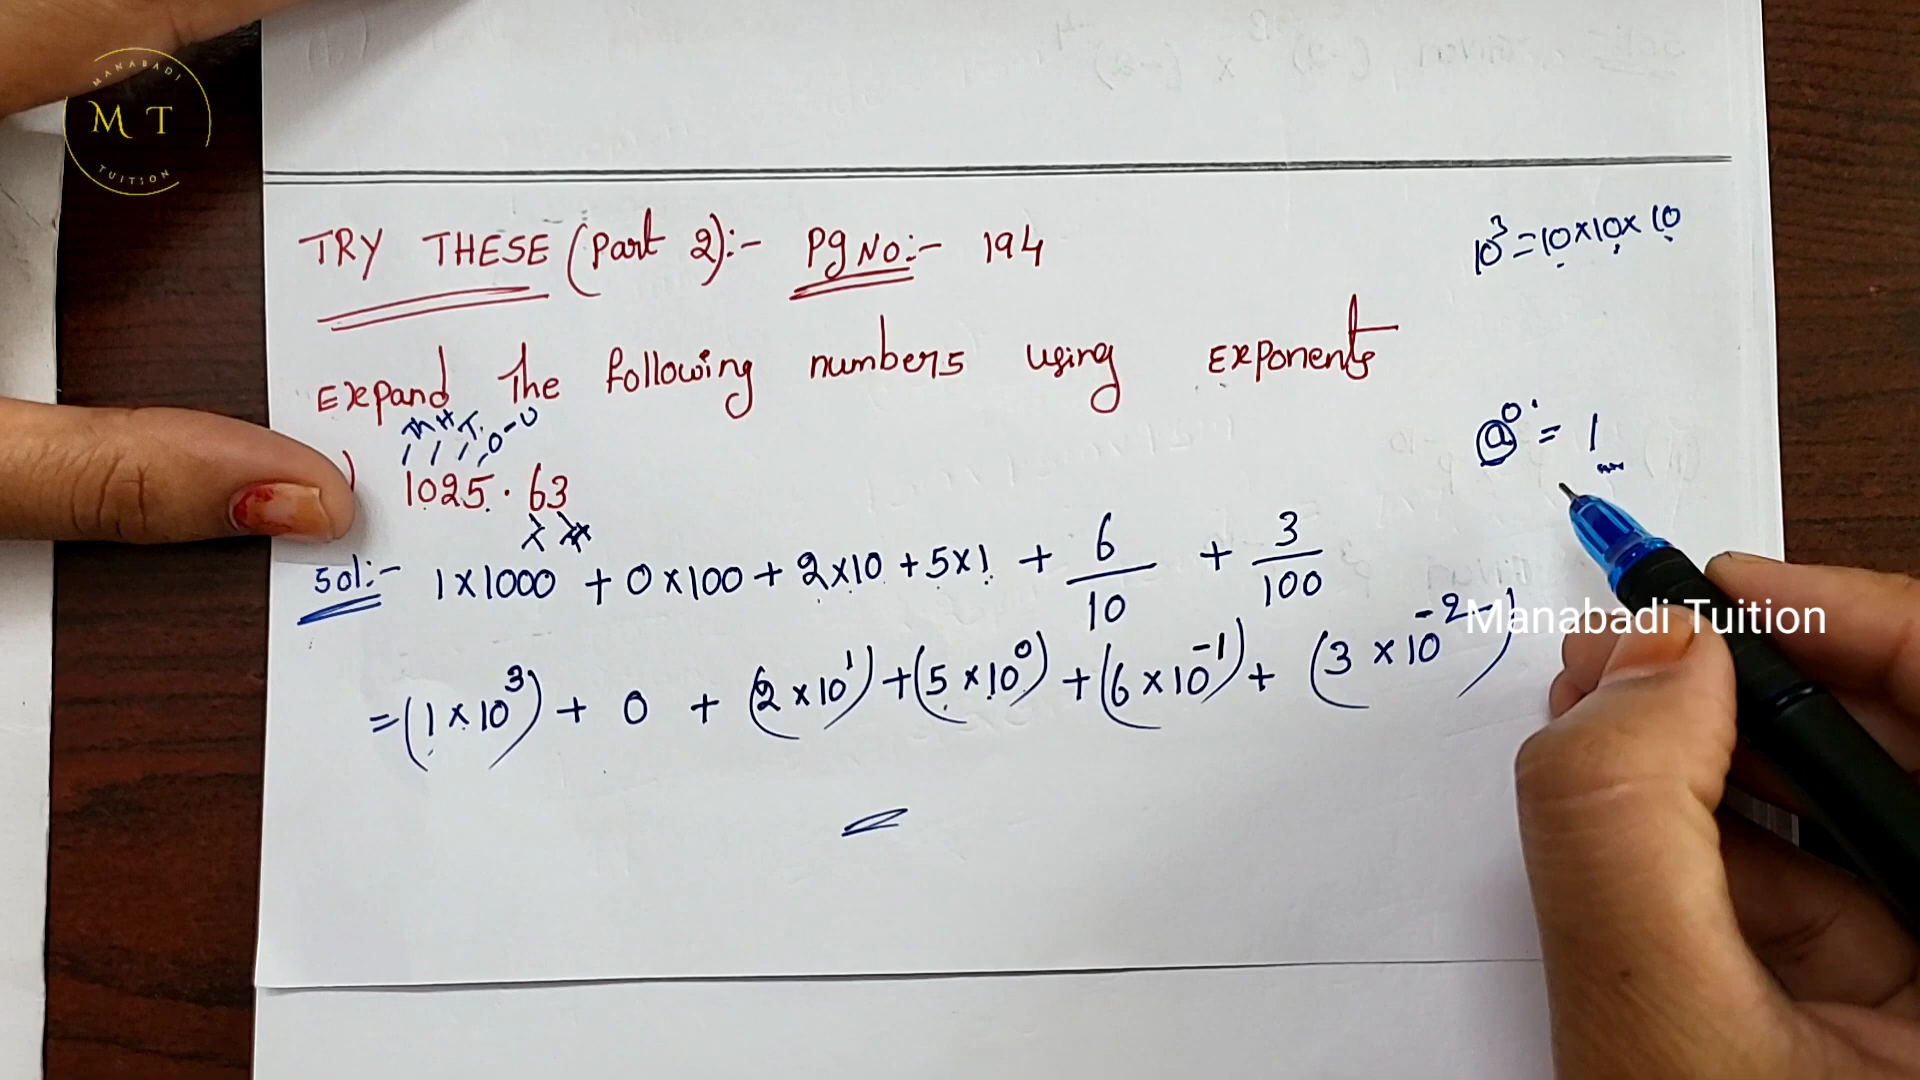 MANABADI
M T
TUITION
TRY THESE (Part 2):- Pg No:- 194
10³ = 10×10×10
Expand The following numbers using Exponents
a⁰ = 1
Th H T. O-U
) 1025.63
Sol:- 1×1000 + 0×100 + 2×10 + 5×1 + 6/10 + 3/100
Manabadi Tuition
= (1×10³) + 0 + (2×10¹) + (5×10⁰) + (6×10⁻¹) + (3×10⁻²)